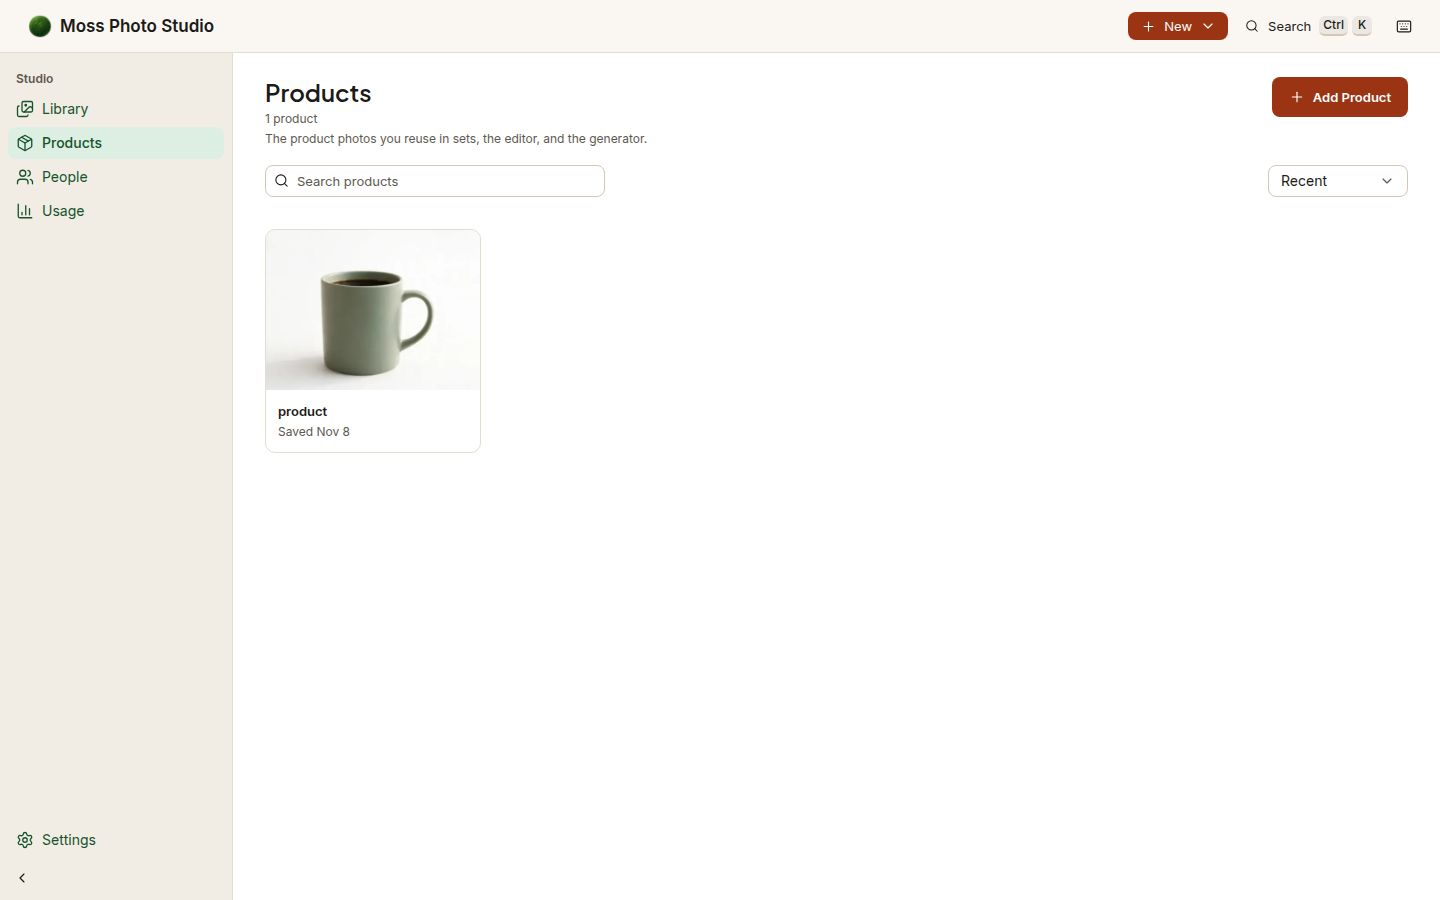 Moss Photo Studio
New
Search Ctrl K
Studio
Library
Products
People
Usage
Settings
Products
1 product
The product photos you reuse in sets, the editor, and the generator.
Add Product
Search products
Recent
product
Saved Nov 8